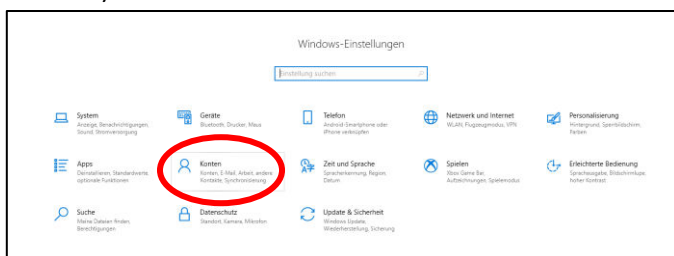 Windows-Einstellungen
Einstellung suchen
System
Anzeige, Benachrichtigungen,
Sound, Stromversorgung
Geräte
Bluetooth, Drucker, Maus
Telefon
Android-Smartphone oder
iPhone verknüpfen
Netzwerk und Internet
WLAN, Flugzeugmodus, VPN
Personalisierung
Hintergrund, Sperrbildschirm,
Farben
Apps
Deinstallieren, Standardwerte,
optionale Funktionen
Konten
Konten, E-Mail, Arbeit, andere
Kontakte, Synchronisierung
Zeit und Sprache
Spracherkennung, Region,
Datum
Spielen
Xbox Game Bar,
Aufzeichnungen, Spielemodus
Erleichterte Bedienung
Sprachausgabe, Bildschirmlupe,
hoher Kontrast
Suche
Meine Dateien finden,
Berechtigungen
Datenschutz
Standort, Kamera, Mikrofon
Update & Sicherheit
Windows Update,
Wiederherstellung, Sicherung